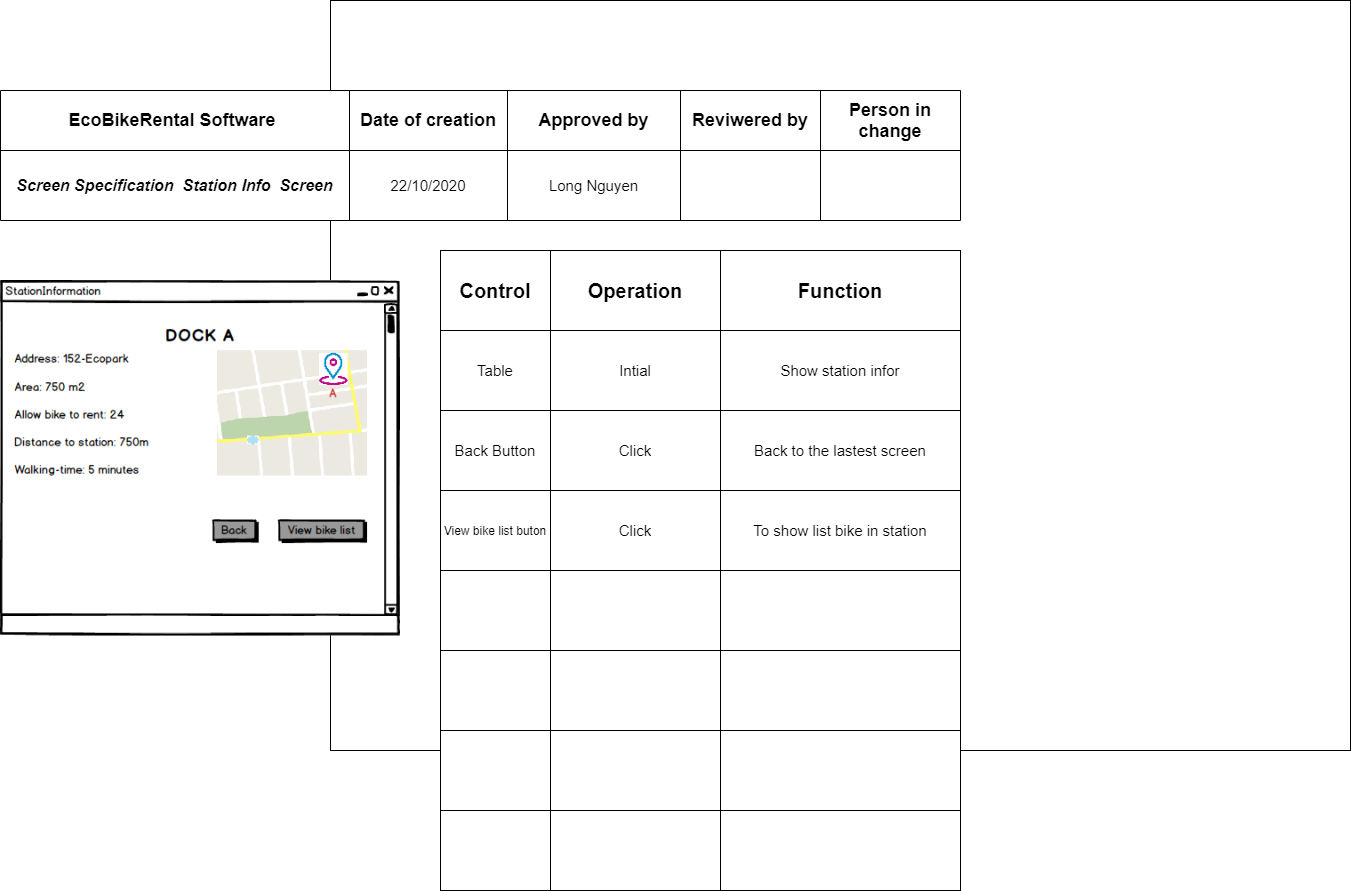 EcoBikeRental Software
Date of creation
Approved by
Reviwered by
Person in
change
Screen Specification  Station Info  Screen
22/10/2020
Long Nguyen
StationInformation
DOCK A
Address: 152-Ecopark
Area: 750 m2
Allow bike to rent: 24
Distance to station: 750m
Walking-time: 5 minutes
A
Back
View bike list
Control
Operation
Function
Table
Intial
Show station infor
Back Button
Click
Back to the lastest screen
View bike list buton
Click
To show list bike in station